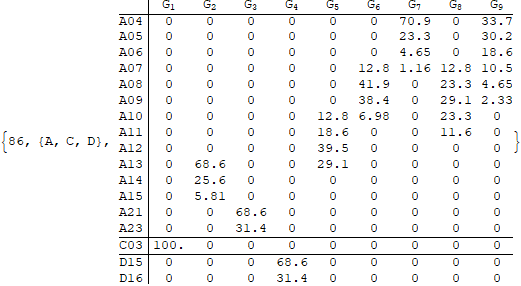 G₁ G₂ G₃ G₄ G₅ G₆ G₇ G₈ G₉
A04 0 0 0 0 0 0 70.9 0 33.7
A05 0 0 0 0 0 0 23.3 0 30.2
A06 0 0 0 0 0 0 4.65 0 18.6
A07 0 0 0 0 0 12.8 1.16 12.8 10.5
A08 0 0 0 0 0 41.9 0 23.3 4.65
A09 0 0 0 0 0 38.4 0 29.1 2.33
A10 0 0 0 0 12.8 6.98 0 23.3 0
A11 0 0 0 0 18.6 0 0 11.6 0
{86, {A, C, D}, A12 0 0 0 0 39.5 0 0 0 0 }
A13 0 68.6 0 0 29.1 0 0 0 0
A14 0 25.6 0 0 0 0 0 0 0
A15 0 5.81 0 0 0 0 0 0 0
A21 0 0 68.6 0 0 0 0 0 0
A23 0 0 31.4 0 0 0 0 0 0
C03 100. 0 0 0 0 0 0 0 0
D15 0 0 0 68.6 0 0 0 0 0
D16 0 0 0 31.4 0 0 0 0 0